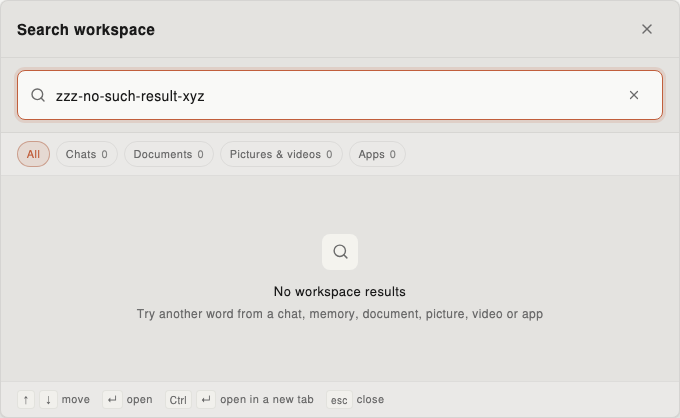 Search workspace
zzz-no-such-result-xyz
All Chats 0 Documents 0 Pictures & videos 0 Apps 0
No workspace results
Try another word from a chat, memory, document, picture, video or app
↑ ↓ move ↵ open Ctrl ↵ open in a new tab esc close